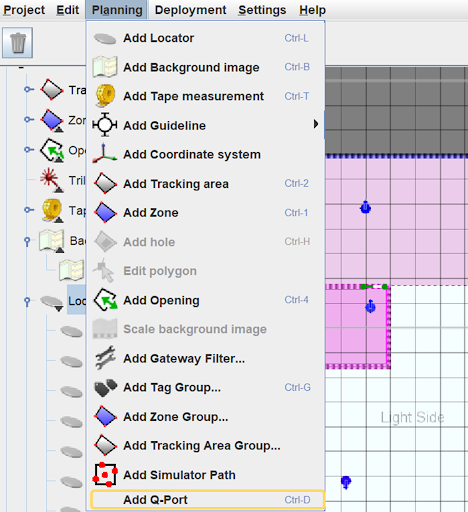 Project Edit Planning Deployment Settings Help
Add Locator Ctrl-L
Add Background image Ctrl-B
Add Tape measurement Ctrl-T
Add Guideline
Add Coordinate system
Add Tracking area Ctrl-2
Add Zone Ctrl-1
Add hole Ctrl-H
Edit polygon
Add Opening Ctrl-4
Scale background image
Add Gateway Filter...
Add Tag Group... Ctrl-G
Add Zone Group...
Add Tracking Area Group...
Add Simulator Path
Add Q-Port Ctrl-D
Tra
Zon
Ope
Tril
Tap
Bac
Loc
Light Side